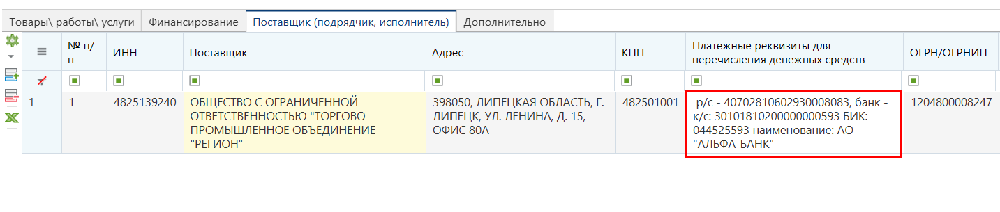 Товары\ работы\ услуги
Финансирование
Поставщик (подрядчик, исполнитель)
Дополнительно
№ п/
п
ИНН
Поставщик
Адрес
КПП
Платежные реквизиты для
перечисления денежных средств
ОГРН/ОГРНИП
1
1
4825139240
ОБЩЕСТВО С ОГРАНИЧЕННОЙ
ОТВЕТСТВЕННОСТЬЮ "ТОРГОВО-
ПРОМЫШЛЕННОЕ ОБЪЕДИНЕНИЕ
"РЕГИОН"
398050, ЛИПЕЦКАЯ ОБЛАСТЬ, Г.
ЛИПЕЦК, УЛ. ЛЕНИНА, Д. 15,
ОФИС 80А
482501001
р/с - 40702810602930008083, банк -
к/с: 30101810200000000593 БИК:
044525593 наименование: АО
"АЛЬФА-БАНК"
1204800008247